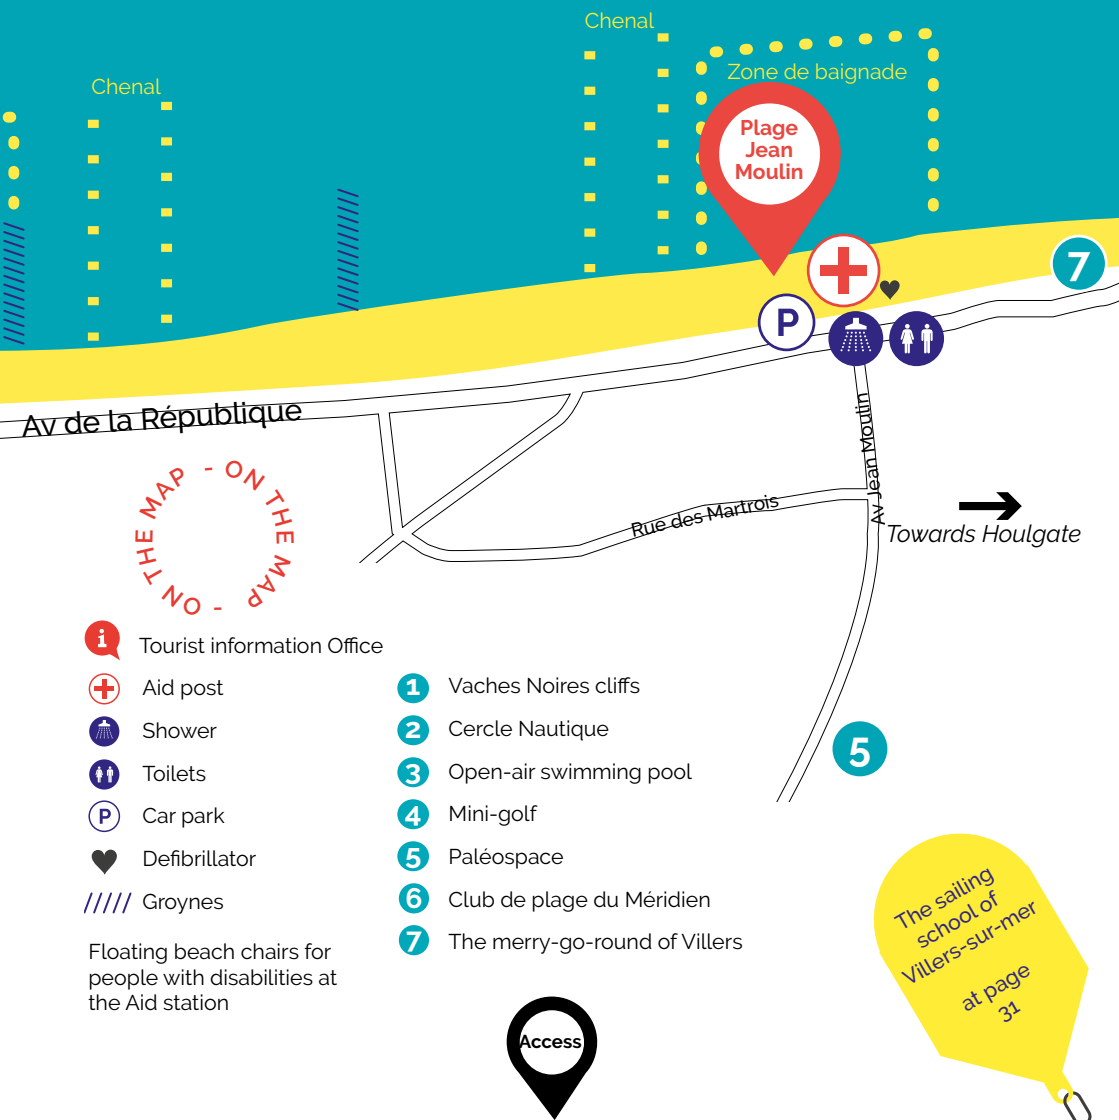 Chenal
Chenal
Zone de baignade
Plage
Jean
Moulin
7
P
Av de la République
Av Jean Moulin
Rue des Martrois
Towards Houlgate
- ON THE MAP - ON THE MAP
5
i Tourist information Office
Aid post
Shower
Toilets
P Car park
Defibrillator
Groynes
Floating beach chairs for
people with disabilities at
the Aid station
1 Vaches Noires cliffs
2 Cercle Nautique
3 Open-air swimming pool
4 Mini-golf
5 Paléospace
6 Club de plage du Méridien
7 The merry-go-round of Villers
Access
The sailing
school of
Villers-sur-mer
at page
31